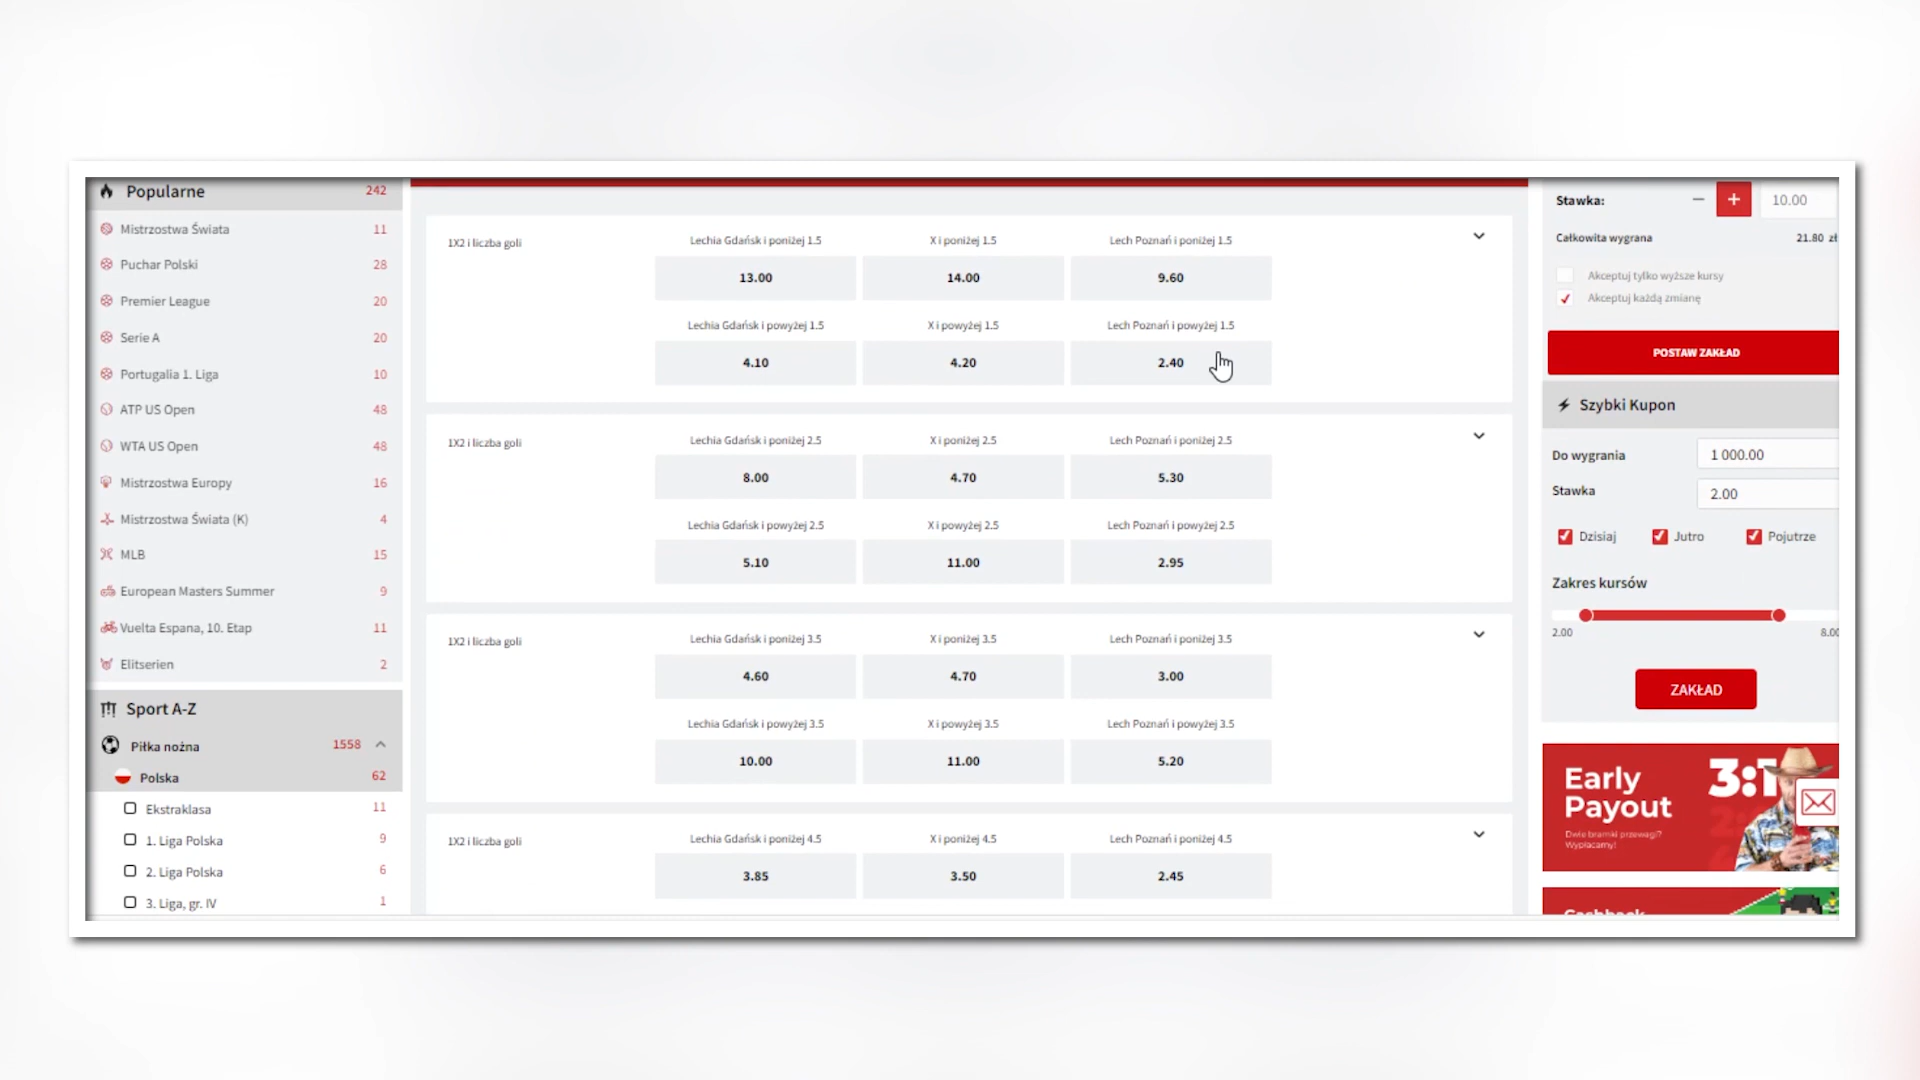 Popularne 242
Mistrzostwa Świata 11
Puchar Polski 28
Premier League 20
Serie A 20
Portugalia 1. Liga 10
ATP US Open 48
WTA US Open 48
Mistrzostwa Europy 16
Mistrzostwa Świata (K) 4
MLB 15
European Masters Summer 9
Vuelta Espana, 10. Etap 11
Elitserien 2
Sport A-Z
Piłka nożna 1558
Polska 62
Ekstraklasa 11
1. Liga Polska 9
2. Liga Polska 6
3. Liga, gr. IV 1
1X2 i liczba goli
Lechia Gdańsk i poniżej 1.5 X i poniżej 1.5 Lech Poznań i poniżej 1.5
13.00 14.00 9.60
Lechia Gdańsk i powyżej 1.5 X i powyżej 1.5 Lech Poznań i powyżej 1.5
4.10 4.20 2.40
1X2 i liczba goli
Lechia Gdańsk i poniżej 2.5 X i poniżej 2.5 Lech Poznań i poniżej 2.5
8.00 4.70 5.30
Lechia Gdańsk i powyżej 2.5 X i powyżej 2.5 Lech Poznań i powyżej 2.5
5.10 11.00 2.95
1X2 i liczba goli
Lechia Gdańsk i poniżej 3.5 X i poniżej 3.5 Lech Poznań i poniżej 3.5
4.60 4.70 3.00
Lechia Gdańsk i powyżej 3.5 X i powyżej 3.5 Lech Poznań i powyżej 3.5
10.00 11.00 5.20
1X2 i liczba goli
Lechia Gdańsk i poniżej 4.5 X i poniżej 4.5 Lech Poznań i poniżej 4.5
3.85 3.50 2.45
Stawka: − + 10.00
Całkowita wygrana 21.80 zł
Akceptuj tylko wyższe kursy
Akceptuj każdą zmianę
POSTAW ZAKŁAD
Szybki Kupon
Do wygrania 1 000.00
Stawka 2.00
Dzisiaj Jutro Pojutrze
Zakres kursów
2.00 8.00
ZAKŁAD
Early
Payout
3:1
Dwie bramki przewagi?
Wypłacamy!
Cashback